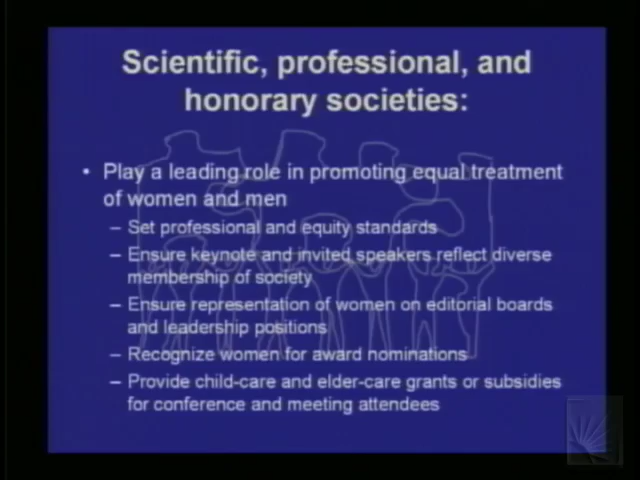 Scientific, professional, and
honorary societies:
• Play a leading role in promoting equal treatment
of women and men
– Set professional and equity standards
– Ensure keynote and invited speakers reflect diverse
membership of society
– Ensure representation of women on editorial boards
and leadership positions
– Recognize women for award nominations
– Provide child-care and elder-care grants or subsidies
for conference and meeting attendees